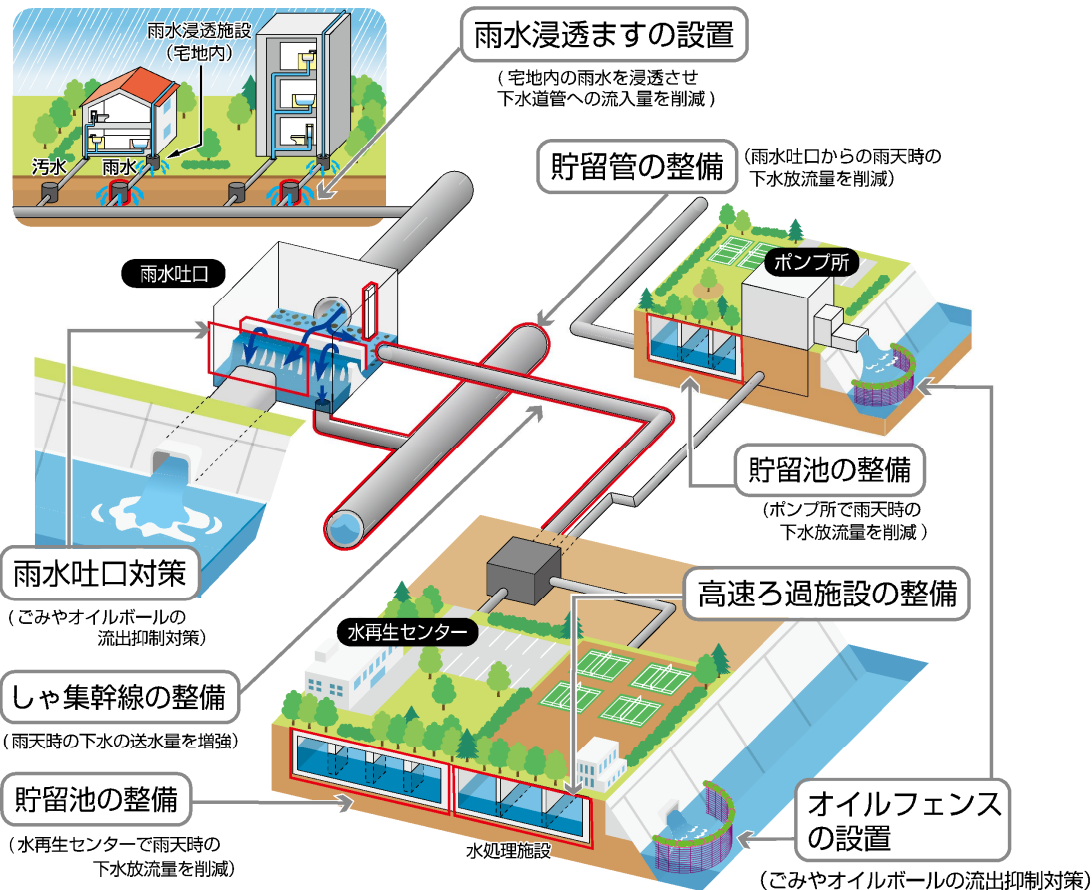 雨水浸透施設
（宅地内）
汚水
雨水
雨水浸透ますの設置
(宅地内の雨水を浸透させ
下水道管への流入量を削減)
貯留管の整備
(雨水吐口からの雨天時の
下水放流量を削減)
雨水吐口
ポンプ所
貯留池の整備
(ポンプ所で雨天時の
下水放流量を削減)
雨水吐口対策
(ごみやオイルボールの
流出抑制対策)
高速ろ過施設の整備
水再生センター
しゃ集幹線の整備
(雨天時の下水の送水量を増強)
貯留池の整備
(水再生センターで雨天時の
下水放流量を削減)
水処理施設
オイルフェンス
の設置
(ごみやオイルボールの流出抑制対策)